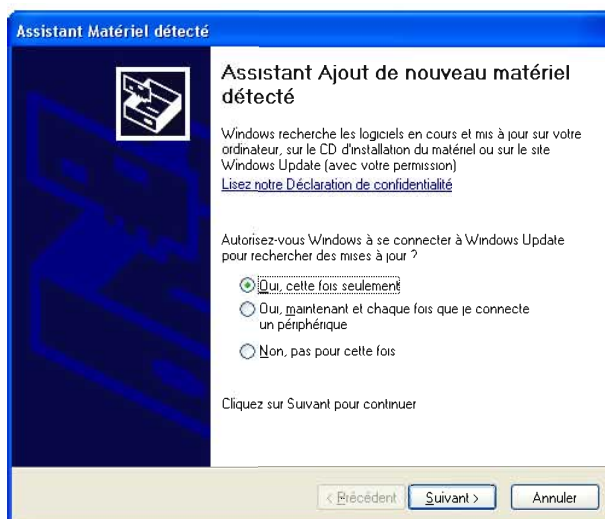 Assistant Matériel détecté
Assistant Ajout de nouveau matériel
détecté
Windows recherche les logiciels en cours et mis à jour sur votre
ordinateur, sur le CD d'installation du matériel ou sur le site
Windows Update (avec votre permission)
Lisez notre Déclaration de confidentialité
Autorisez-vous Windows à se connecter à Windows Update
pour rechercher des mises à jour ?
Oui, cette fois seulement
Oui, maintenant et chaque fois que je connecte
un périphérique
Non, pas pour cette fois
Cliquez sur Suivant pour continuer
< Précédent
Suivant >
Annuler